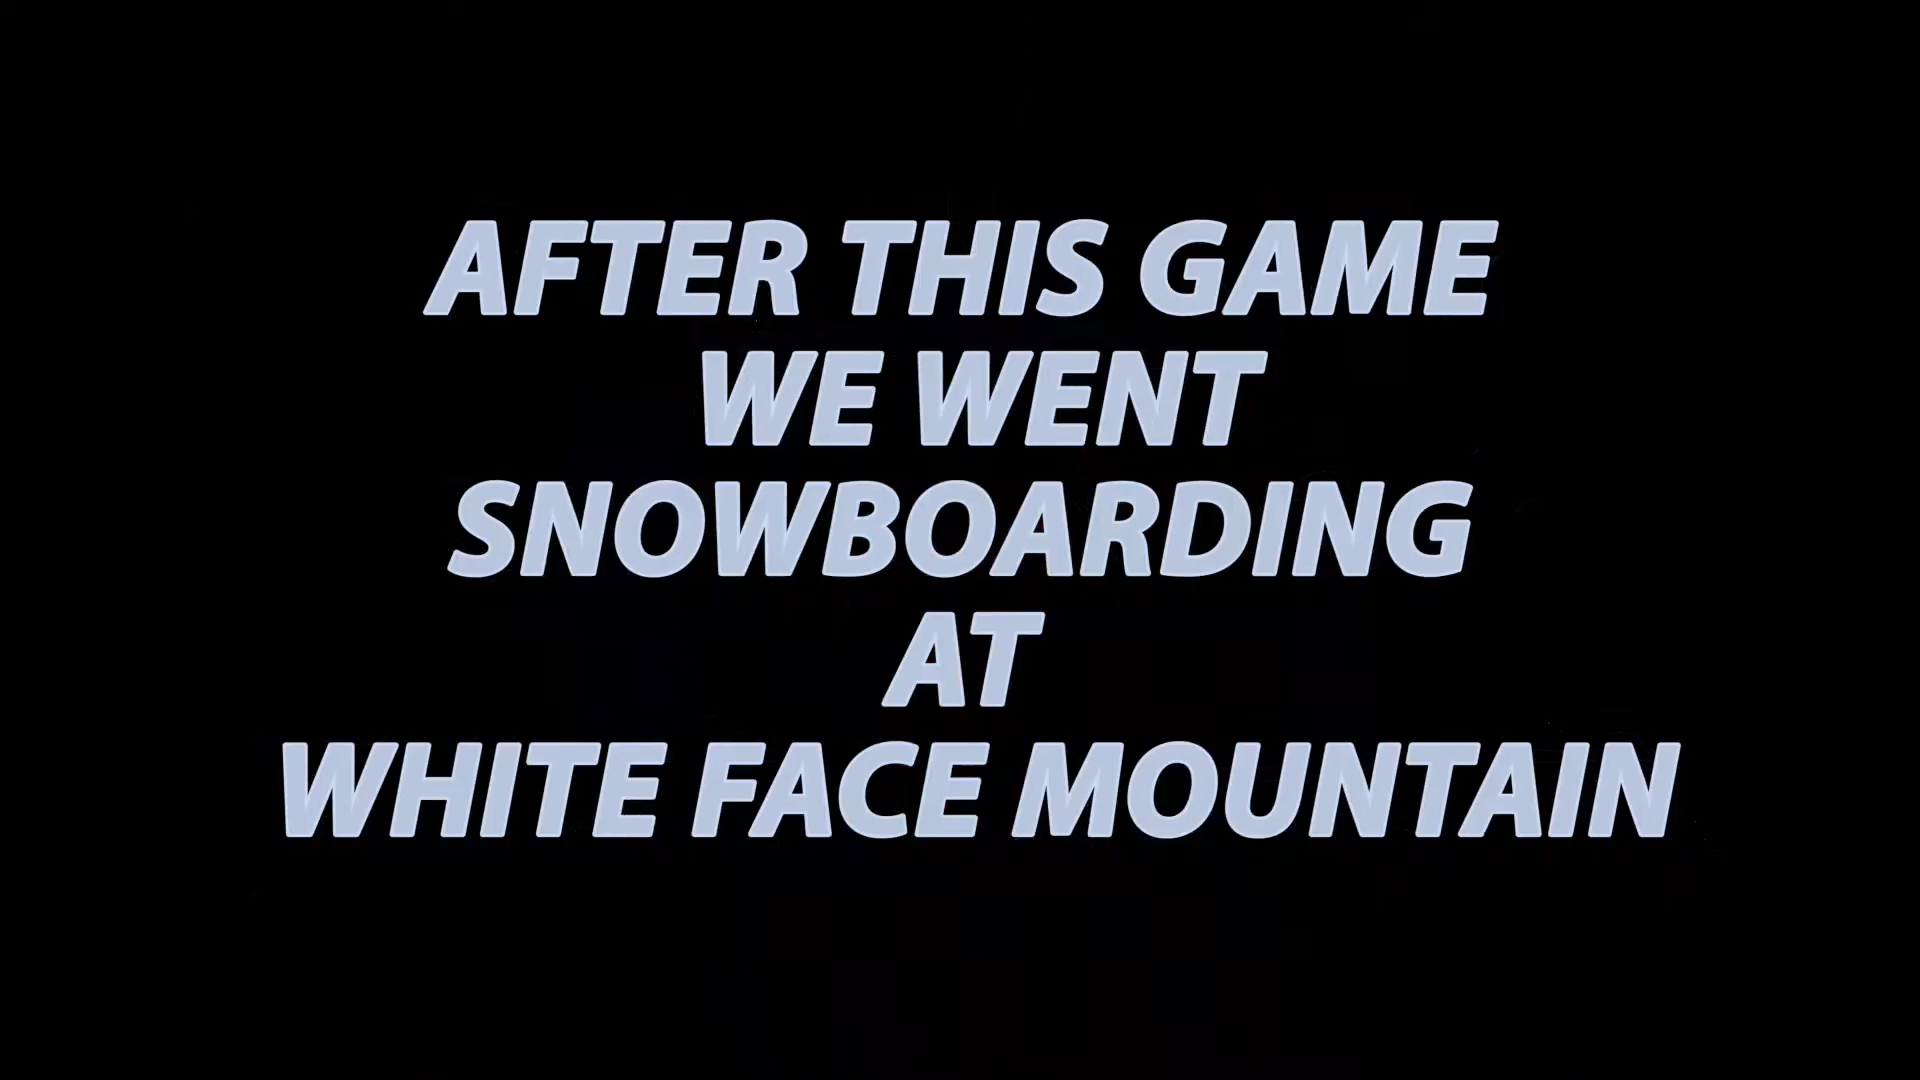 AFTER THIS GAME
WE WENT
SNOWBOARDING
AT
WHITE FACE MOUNTAIN